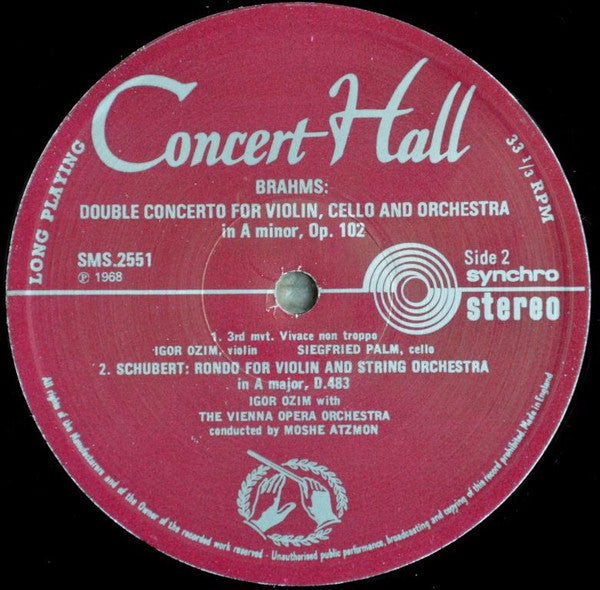 Concert Hall
LONG PLAYING
33 1/3 RPM
BRAHMS:
DOUBLE CONCERTO FOR VIOLIN, CELLO AND ORCHESTRA
in A minor, Op. 102
SMS.2551
℗ 1968
Side 2
synchro
stereo
1. 3rd mvt. Vivace non troppo
IGOR OZIM, violin SIEGFRIED PALM, cello
2. SCHUBERT: RONDO FOR VIOLIN AND STRING ORCHESTRA
in A major, D.483
IGOR OZIM with
THE VIENNA OPERA ORCHESTRA
conducted by MOSHE ATZMON
All rights of the Manufacturers and of the Owner of the recorded work reserved - Unauthorised public performance, broadcasting and copying of this record prohibited. Made in England